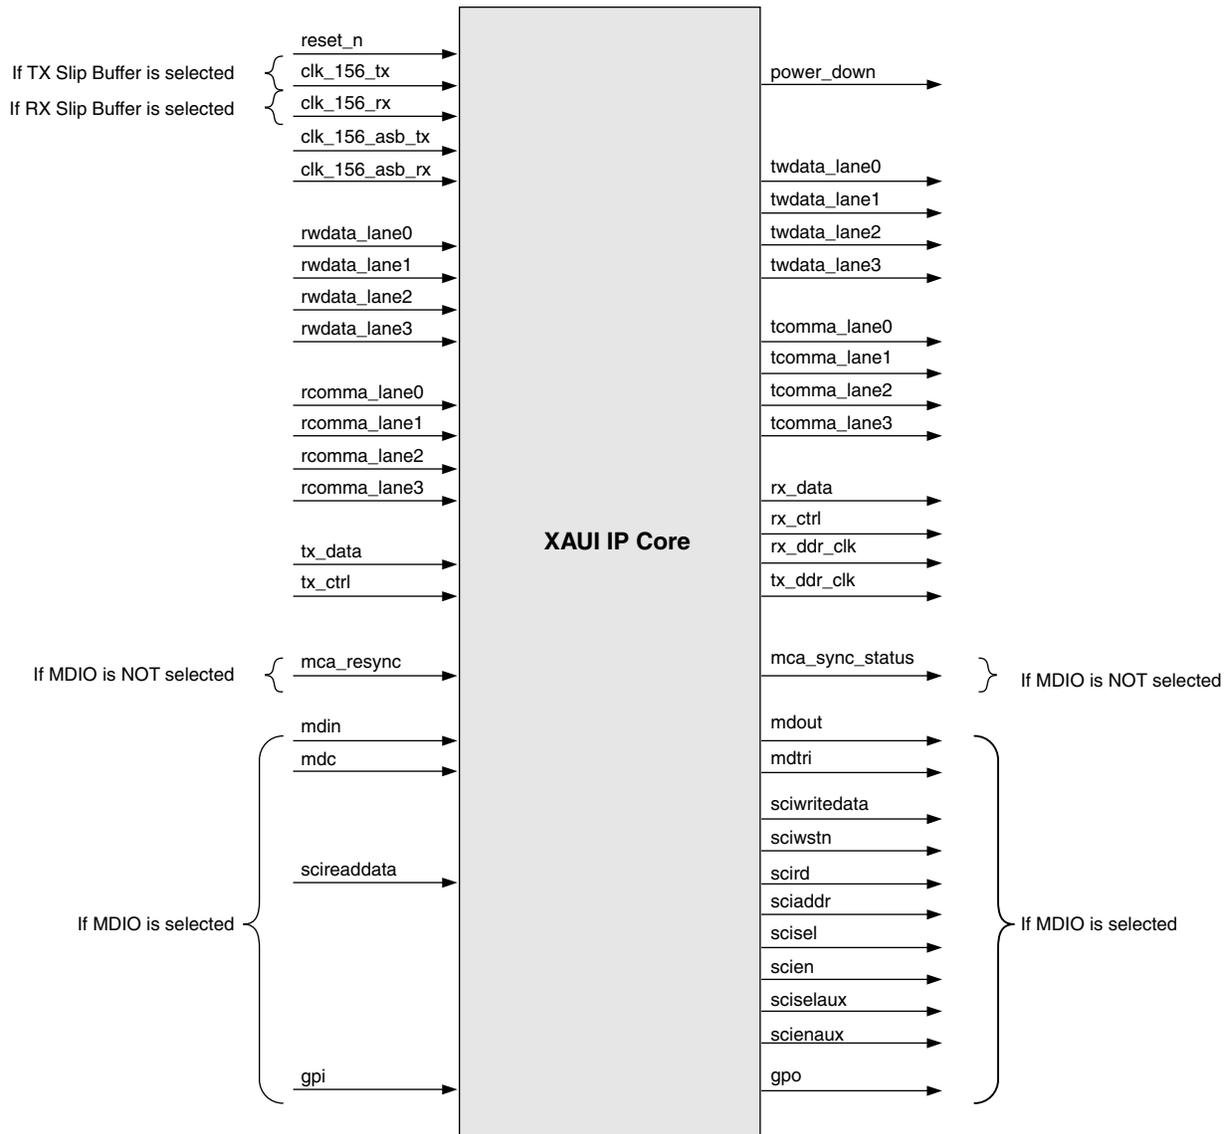 reset_n
If TX Slip Buffer is selected
clk_156_tx
If RX Slip Buffer is selected
clk_156_rx
clk_156_asb_tx
clk_156_asb_rx
rwdata_lane0
rwdata_lane1
rwdata_lane2
rwdata_lane3
rcomma_lane0
rcomma_lane1
rcomma_lane2
rcomma_lane3
tx_data
tx_ctrl
If MDIO is NOT selected
mca_resync
mdin
mdc
scireaddata
If MDIO is selected
gpi
XAUI IP Core
power_down
twdata_lane0
twdata_lane1
twdata_lane2
twdata_lane3
tcomma_lane0
tcomma_lane1
tcomma_lane2
tcomma_lane3
rx_data
rx_ctrl
rx_ddr_clk
tx_ddr_clk
mca_sync_status
If MDIO is NOT selected
mdout
mdtri
sciwritedata
sciwstn
scird
sciaddr
scisel
If MDIO is selected
scien
sciselaux
scienaux
gpo